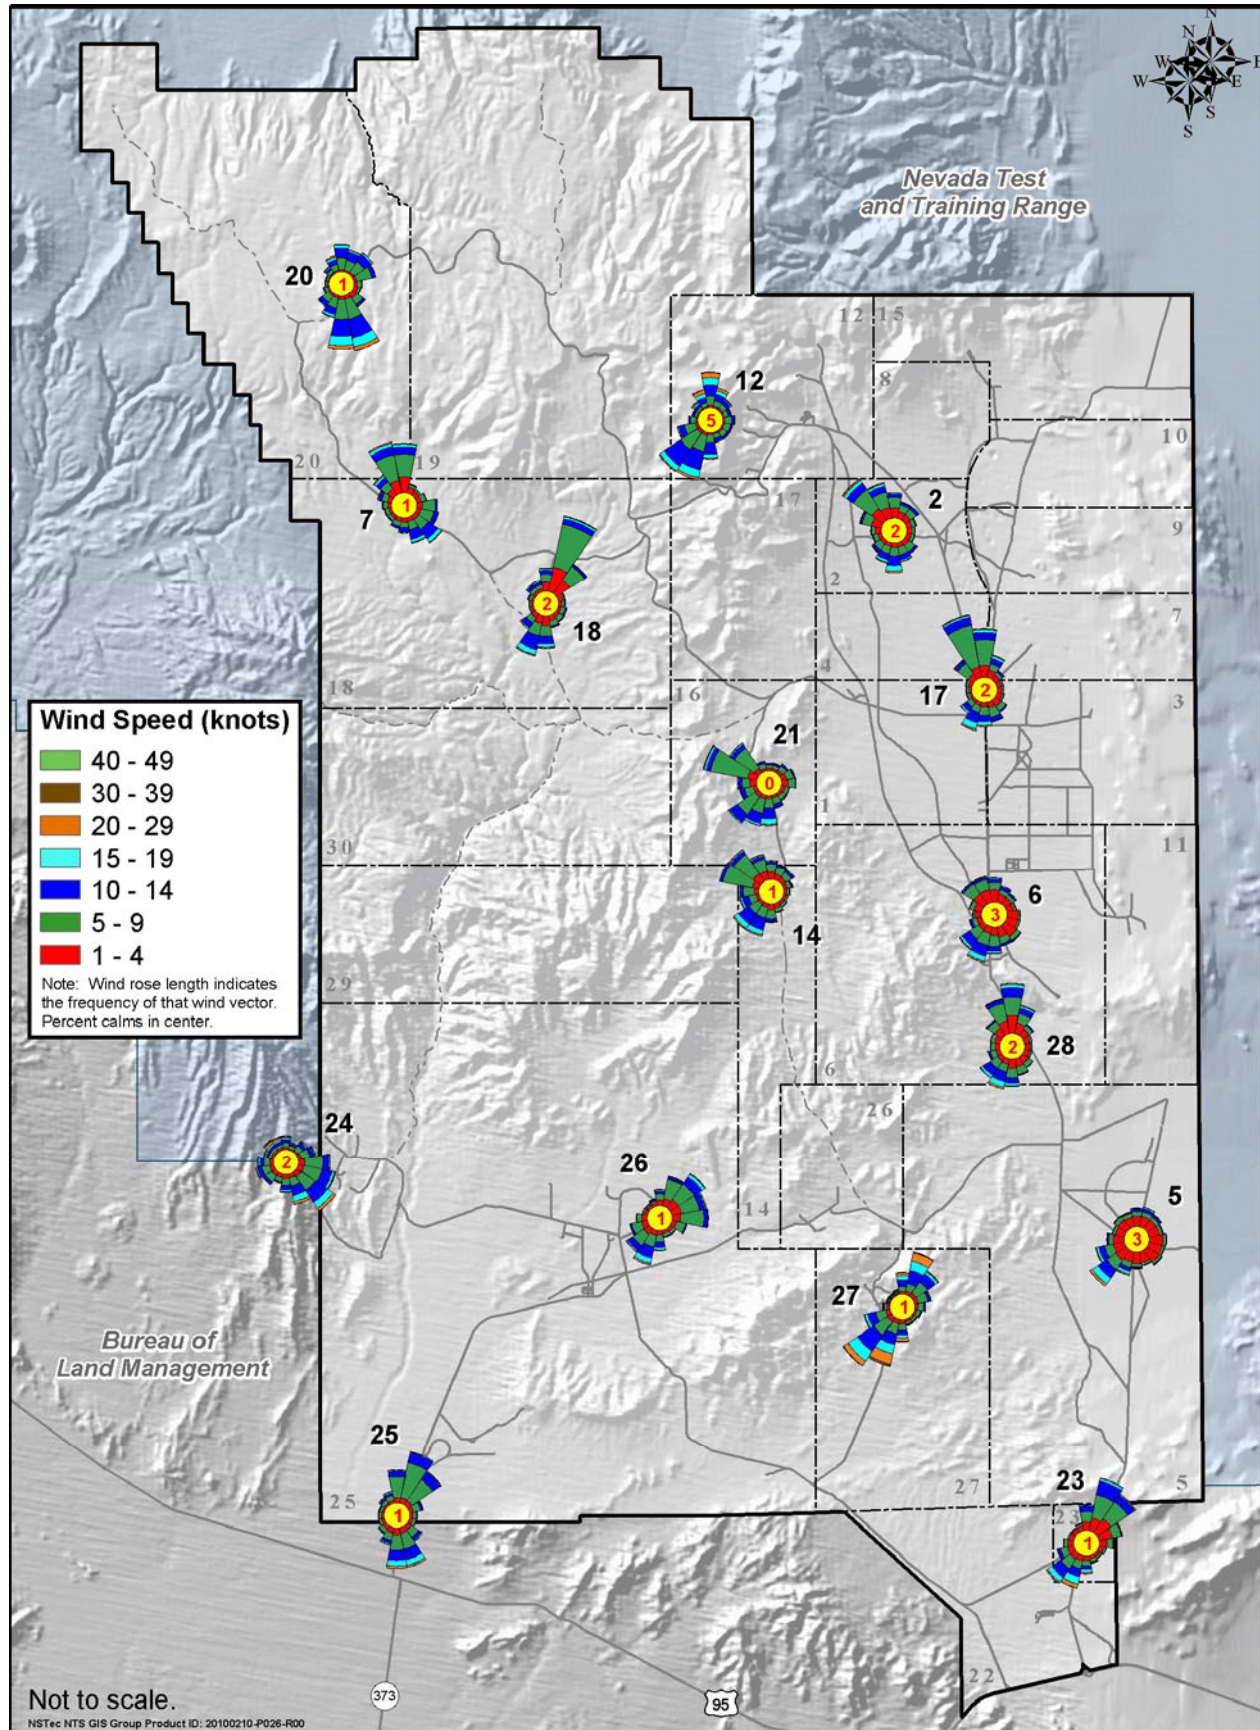 N
N
W
E
W
E
S
S
Nevada Test
and Training Range
20
1
12
15
8
12
5
10
20
19
17
7
1
2
2
9
2
18
2
7
4
17
2
3
18
16
21
0
1
11
30
Wind Speed (knots)
40 - 49
30 - 39
20 - 29
15 - 19
10 - 14
5 - 9
1 - 4
Note: Wind rose length indicates
the frequency of that wind vector.
Percent calms in center.
1
14
6
3
29
2
28
6
26
24
2
26
1
14
5
3
27
1
Bureau of
Land Management
25
1
25
27
5
23
23
1
22
Not to scale.
373
95
NSTec NTS GIS Group Product ID: 20100210-P026-R00